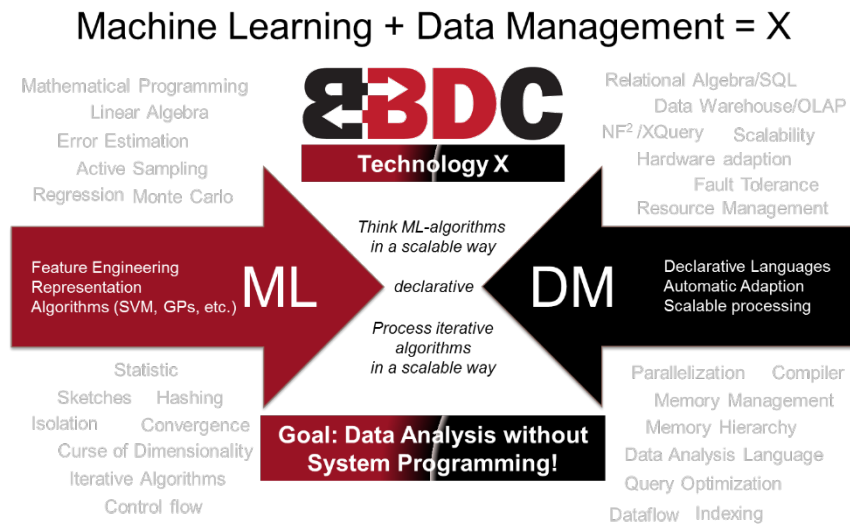 Machine Learning + Data Management = X
Mathematical Programming
Linear Algebra
Error Estimation
Active Sampling
Regression Monte Carlo
BBDC
Technology X
Relational Algebra/SQL
Data Warehouse/OLAP
NF² /XQuery Scalability
Hardware adaption
Fault Tolerance
Resource Management
Feature Engineering
Representation
Algorithms (SVM, GPs, etc.)
ML
Think ML-algorithms
in a scalable way
declarative
Process iterative
algorithms
in a scalable way
DM
Declarative Languages
Automatic Adaption
Scalable processing
Statistic
Sketches Hashing
Isolation Convergence
Curse of Dimensionality
Iterative Algorithms
Control flow
Goal: Data Analysis without
System Programming!
Parallelization Compiler
Memory Management
Memory Hierarchy
Data Analysis Language
Query Optimization
Dataflow Indexing